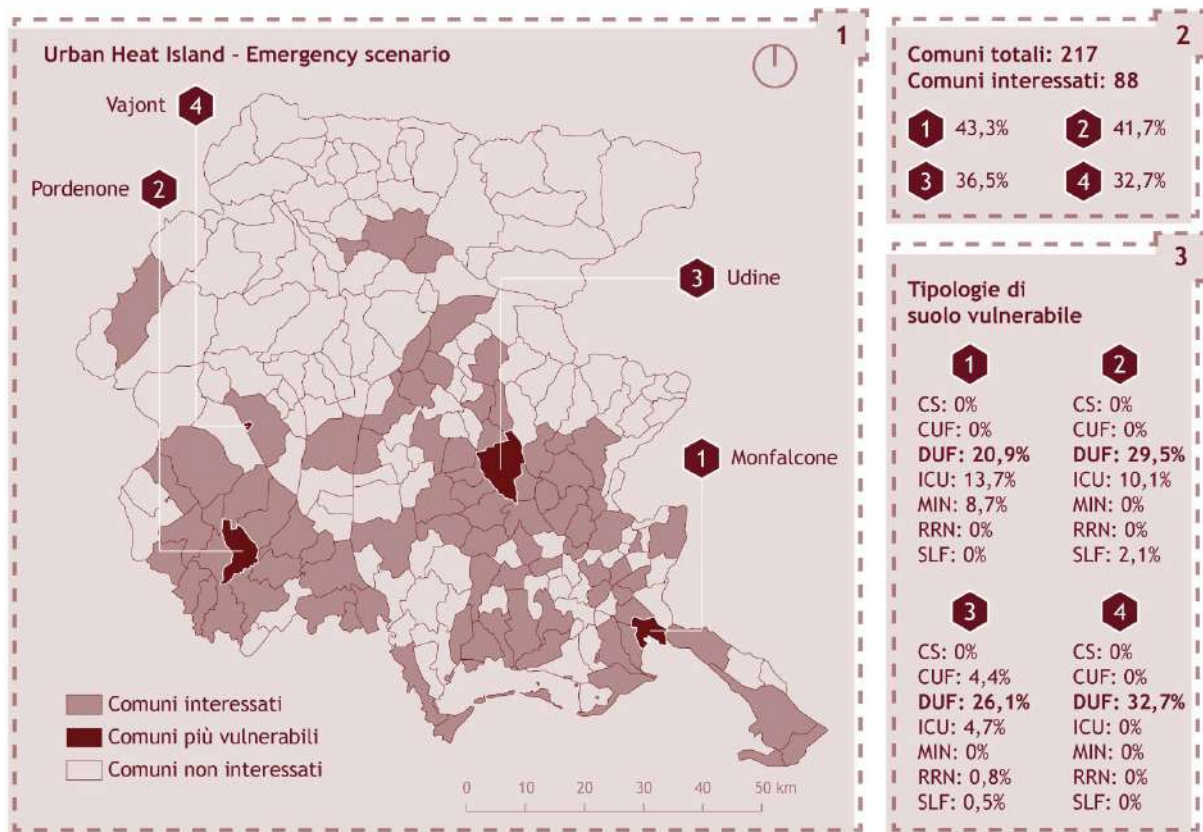 1
Urban Heat Island - Emergency scenario
Vajont 4
Pordenone 2
3 Udine
1 Monfalcone
Comuni interessati
Comuni più vulnerabili
Comuni non interessati
0 10 20 30 40 50 km
2
Comuni totali: 217
Comuni interessati: 88
1 43,3%
2 41,7%
3 36,5%
4 32,7%
3
Tipologie di
suolo vulnerabile
1
CS: 0%
CUF: 0%
DUF: 20,9%
ICU: 13,7%
MIN: 8,7%
RRN: 0%
SLF: 0%
2
CS: 0%
CUF: 0%
DUF: 29,5%
ICU: 10,1%
MIN: 0%
RRN: 0%
SLF: 2,1%
3
CS: 0%
CUF: 4,4%
DUF: 26,1%
ICU: 4,7%
MIN: 0%
RRN: 0,8%
SLF: 0,5%
4
CS: 0%
CUF: 0%
DUF: 32,7%
ICU: 0%
MIN: 0%
RRN: 0%
SLF: 0%